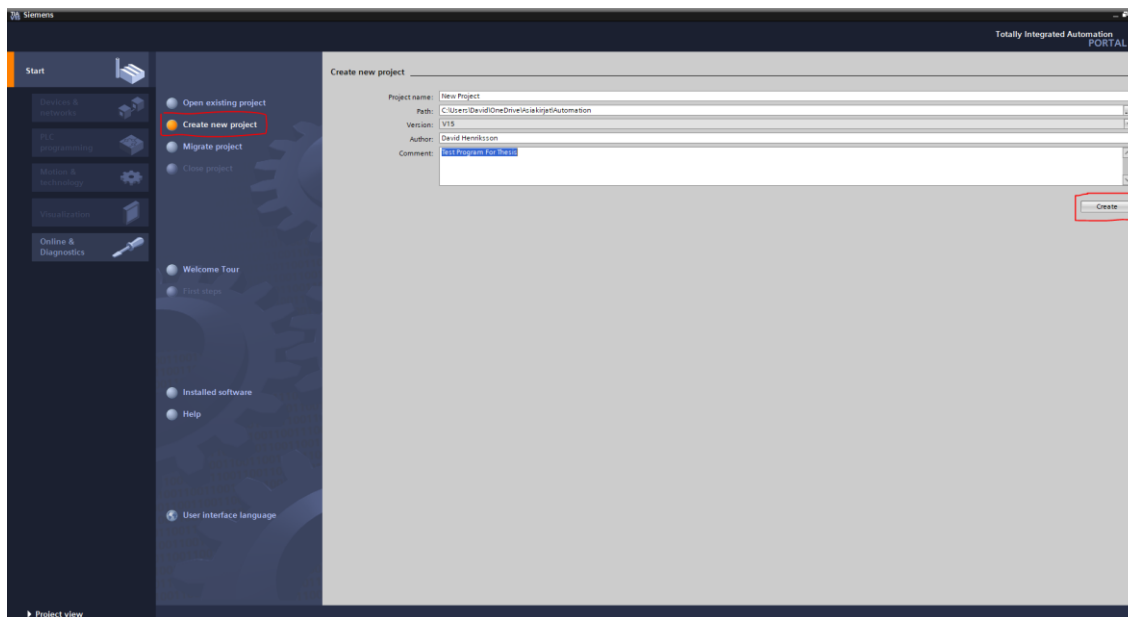 Siemens
Totally Integrated Automation
PORTAL
Start
Devices &
networks
PLC
programming
Motion &
technology
Visualization
Online &
Diagnostics
Open existing project
Create new project
Migrate project
Close project
Welcome Tour
First steps
Installed software
Help
User interface language
Create new project
Project name: New Project
Path: C:\Users\David\OneDrive\Asiakirjat\Automation
Version: V15
Author: David Henriksson
Comment: Test Program For Thesis
Create
Project view